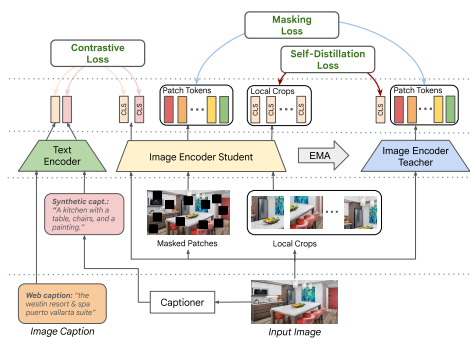 Masking
Loss
Contrastive
Loss
Self-Distillation
Loss
Patch Tokens
Local Crops
Patch Tokens
CLS
CLS
CLS
CLS
CLS
CLS
CLS
Text
Encoder
Image Encoder Student
EMA
Image Encoder
Teacher
Synthetic capt.:
"A kitchen with a
table, chairs, and a
painting."
Masked Patches
Local Crops
Web caption: "the
westin resort & spa
puerto vallarta suite"
Captioner
Image Caption
Input Image